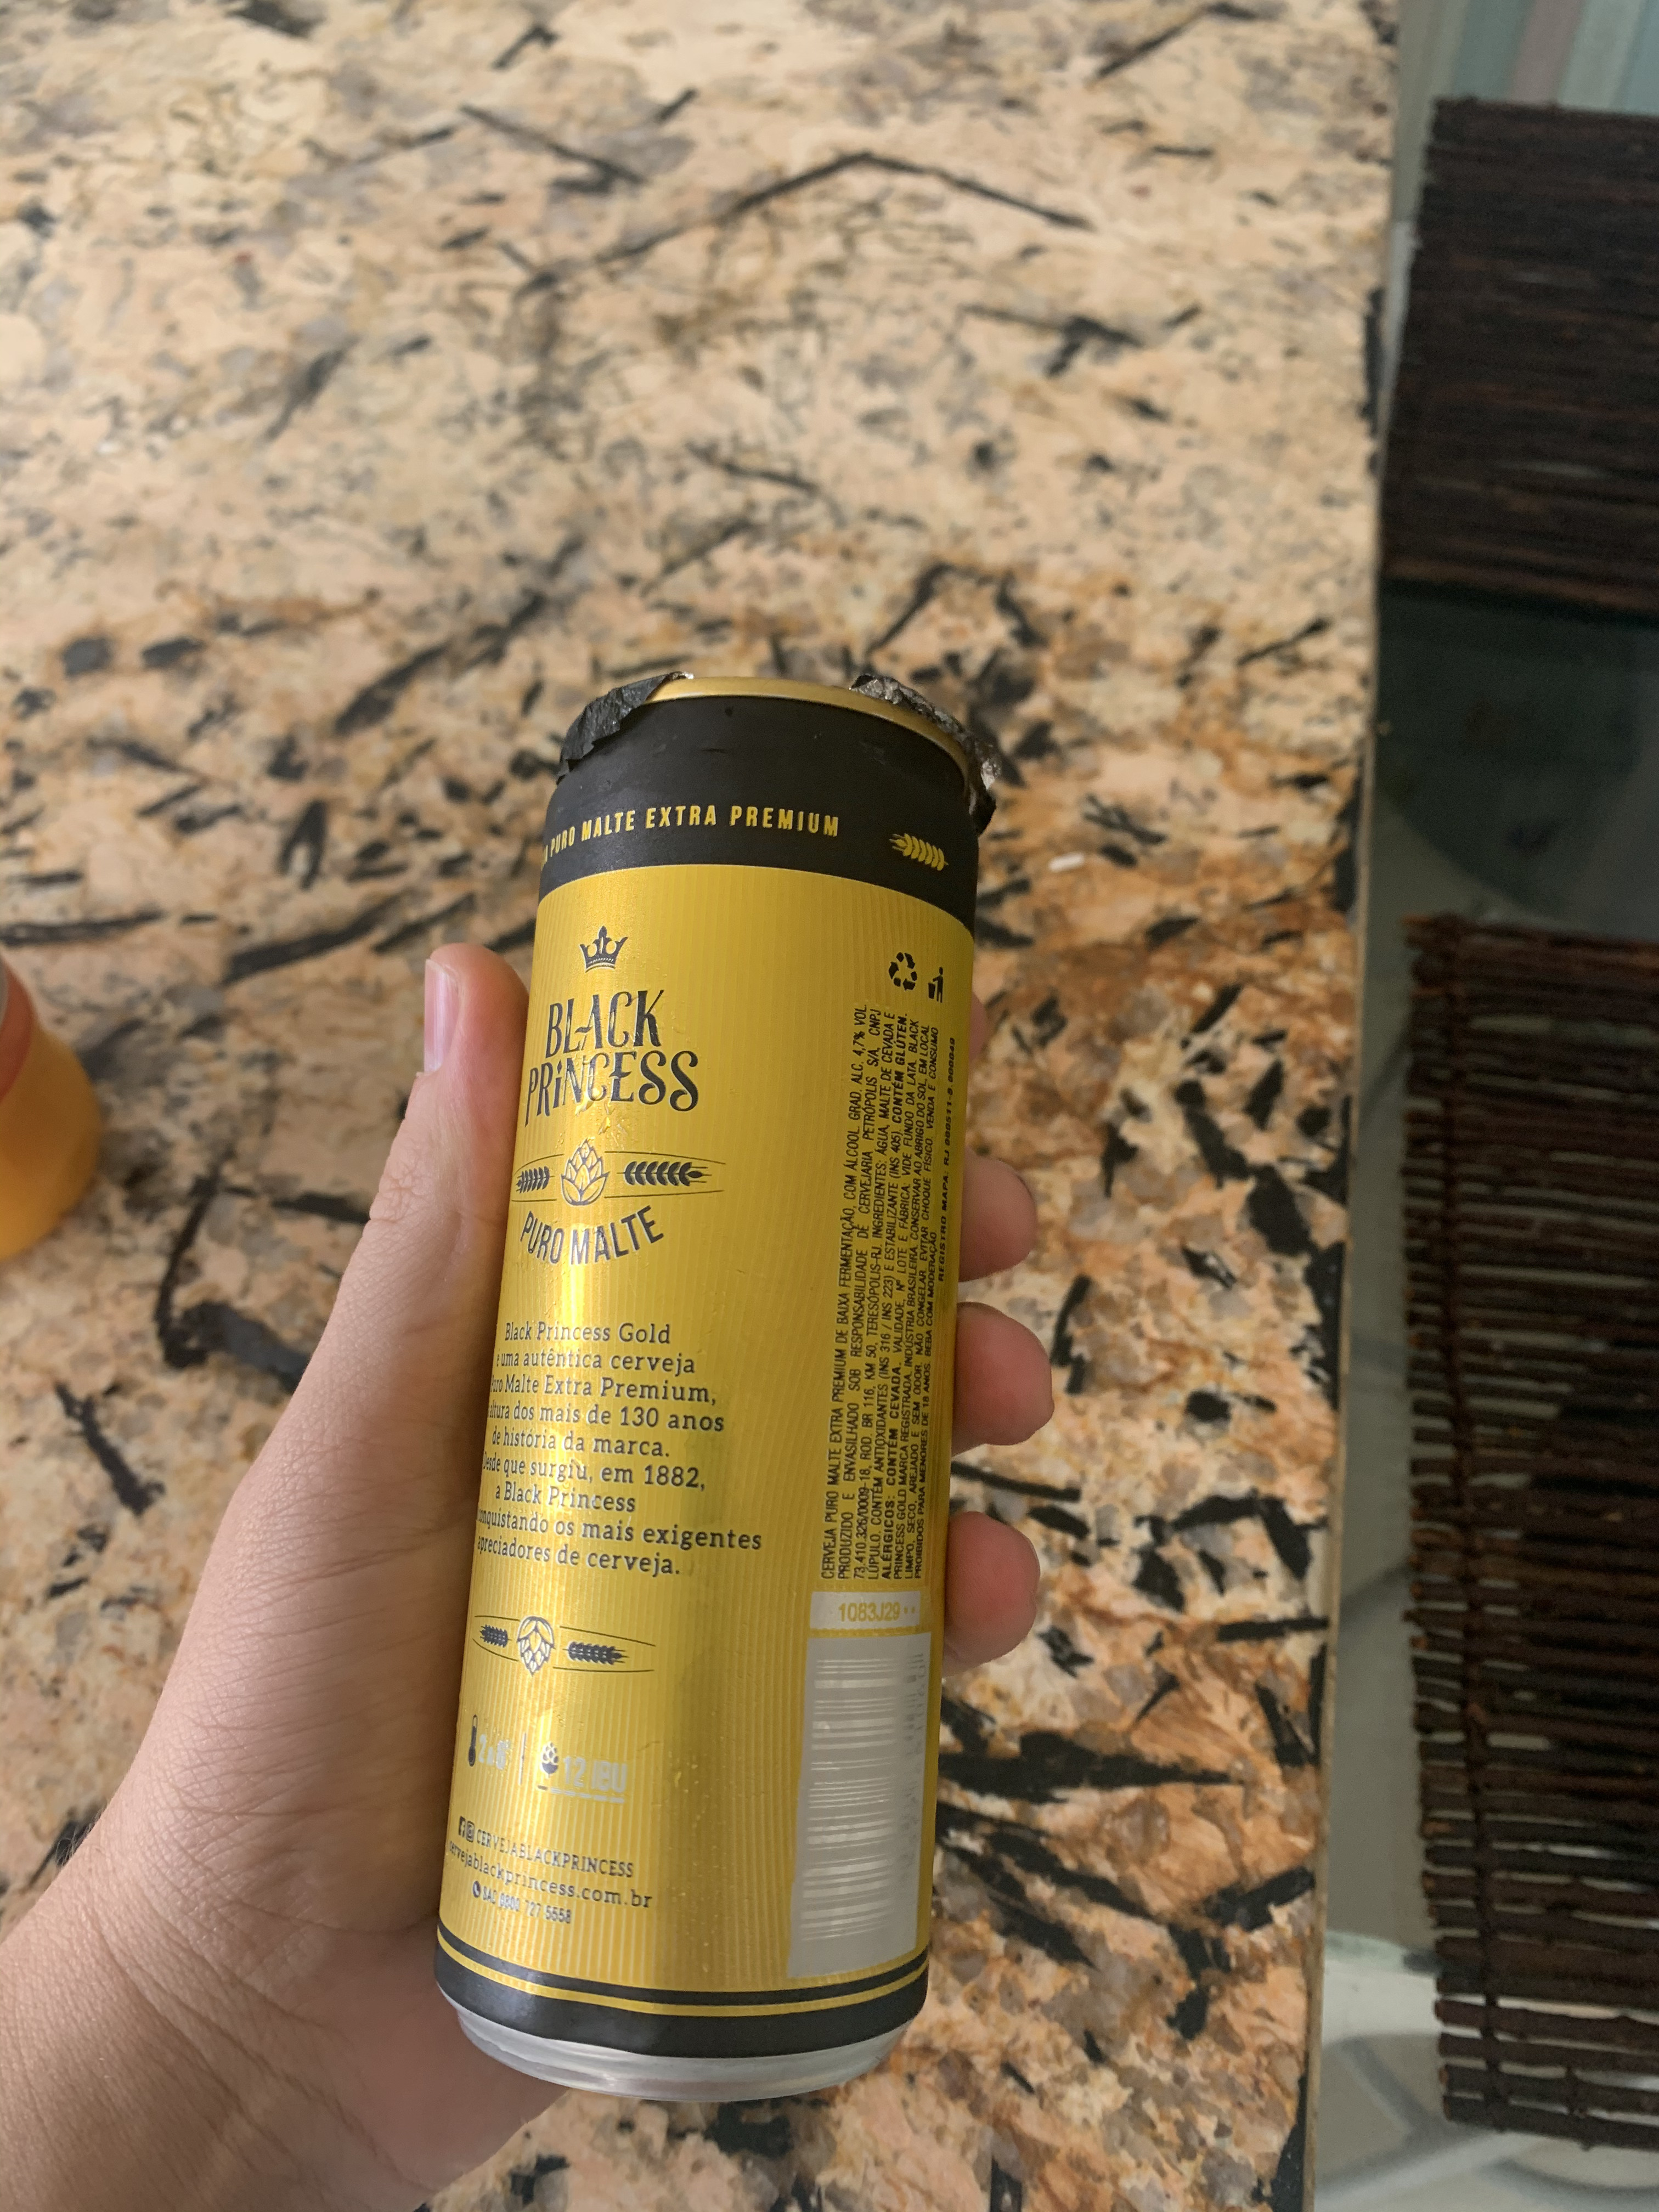 PURO MALTE EXTRA PREMIUM
BLACK
PRINCESS
PURO MALTE
Black Princess Gold
é uma autêntica cerveja
Malte Extra Premium,
dos mais de 130 anos
de história da marca.
que surgiu, em 1882,
a Black Princess
os mais exigentes
apreciadores de cerveja.
12 IBU
CERVEJABLACKPRINCESS
cervejablackprincess.com.br
SAC 0800 727 5558
CERVEJA PURO MALTE EXTRA PREMIUM DE BAIXA FERMENTAÇÃO, COM ÁLCOOL. GRAD. ALC. 4,7% VOL.
PRODUZIDO E ENVASILHADO SOB RESPONSABILIDADE DE CERVEJARIA PETRÓPOLIS S/A, CNPJ
73.410.326/0009-18, ROD. BR 116, KM 50, TERESÓPOLIS-RJ. INGREDIENTES: ÁGUA, MALTE DE CEVADA E
LÚPULO. CONTÉM ANTIOXIDANTES (INS 316 / INS 223) E ESTABILIZANTE (INS 405). CONTÉM GLÚTEN.
ALÉRGICOS: CONTÉM CEVADA. VALIDADE, Nº LOTE E FÁBRICA: VIDE FUNDO DA LATA. BLACK
PRINCESS GOLD MARCA REGISTRADA. INDÚSTRIA BRASILEIRA. CONSERVAR AO ABRIGO DO SOL, EM LOCAL
LIMPO, SECO, AREJADO E SEM ODOR. NÃO CONGELAR. EVITAR CHOQUE FÍSICO. VENDA E CONSUMO
PROIBIDOS PARA MENORES DE 18 ANOS. BEBA COM MODERAÇÃO
REGISTRO MAPA: RJ
1083J29